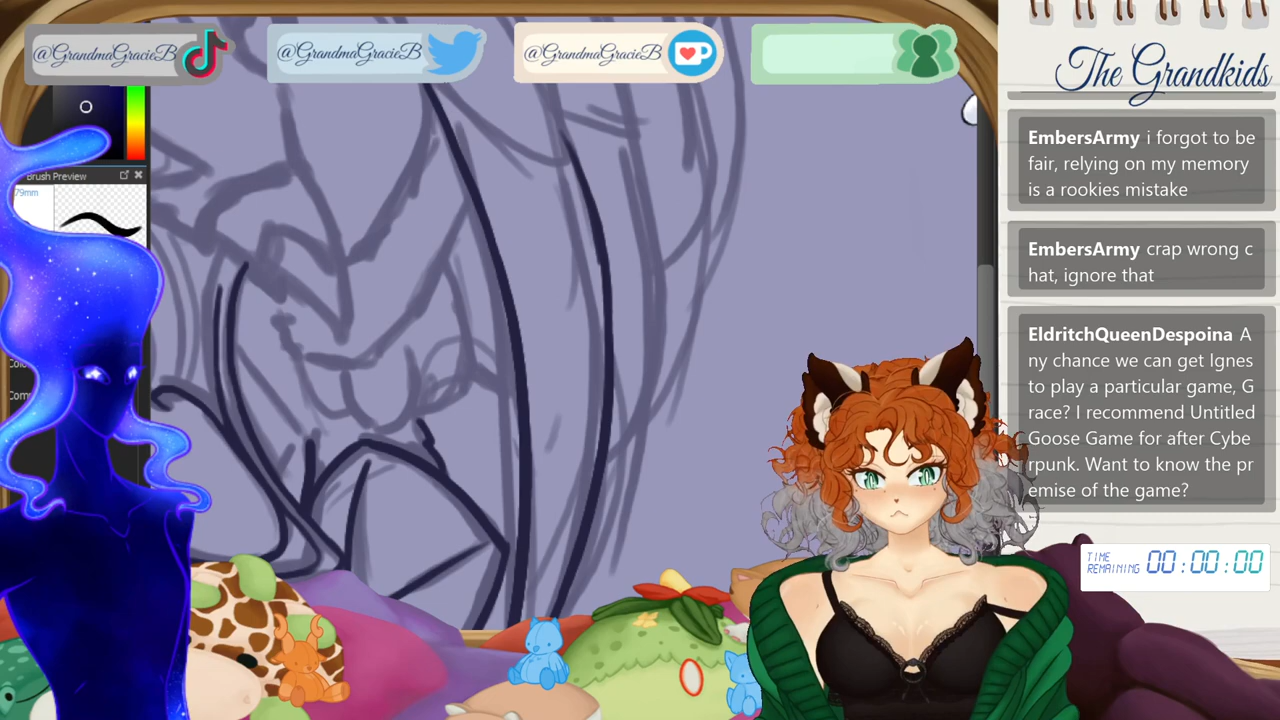 @GrandmaGracieB
@GrandmaGracieB
@GrandmaGracieB
The Grandkids
Brush Preview
79mm
EmbersArmy i forgot to be
fair, relying on my memory
is a rookies mistake
EmbersArmy crap wrong c
hat, ignore that
EldritchQueenDespoina A
ny chance we can get Ignes
to play a particular game, G
race? I recommend Untitled
Goose Game for after Cybe
rpunk. Want to know the pr
emise of the game?
TIME
REMAINING 00:00:00